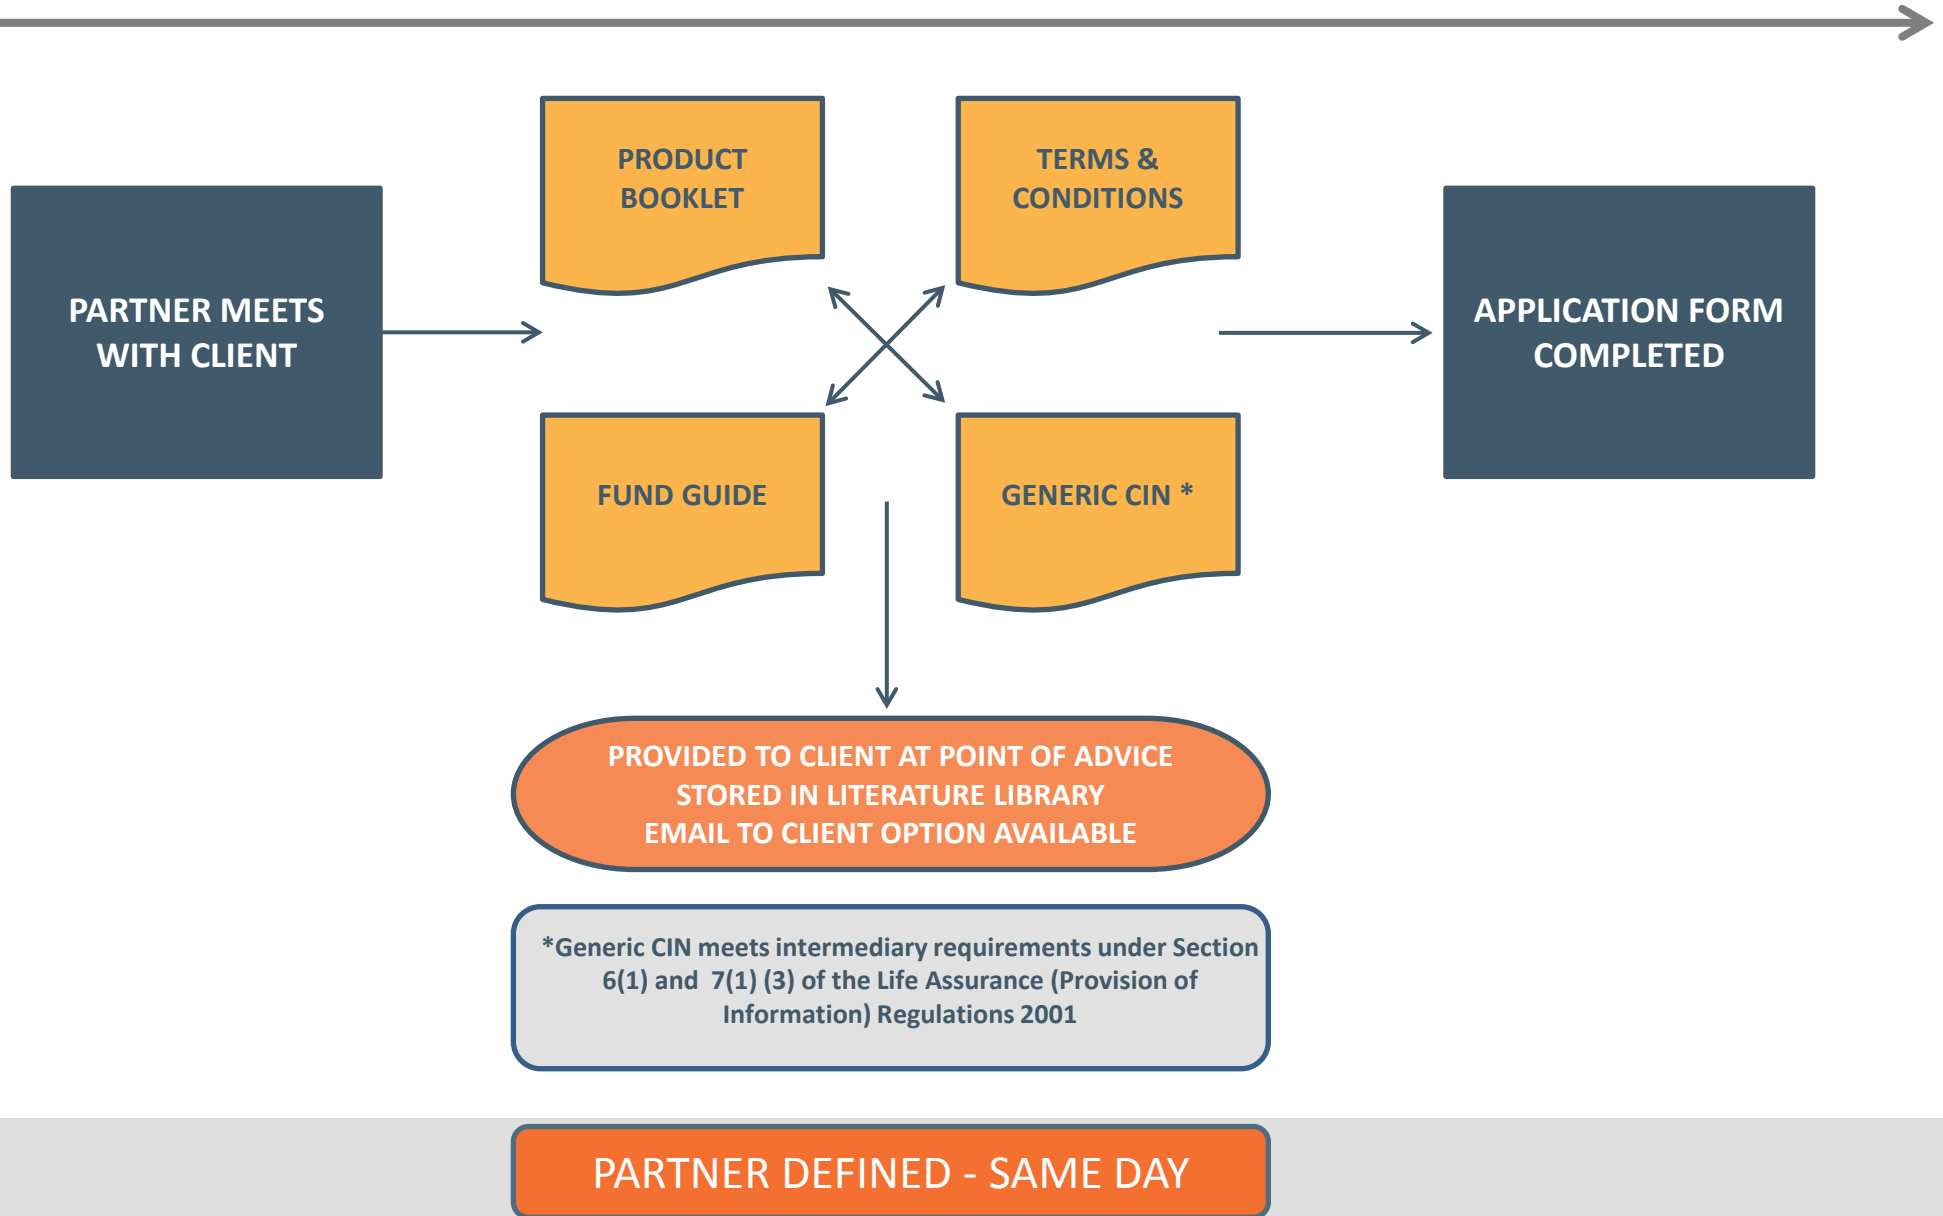 PRODUCT
BOOKLET
TERMS &
CONDITIONS
PARTNER MEETS
WITH CLIENT
APPLICATION FORM
COMPLETED
FUND GUIDE
GENERIC CIN *
PROVIDED TO CLIENT AT POINT OF ADVICE
STORED IN LITERATURE LIBRARY
EMAIL TO CLIENT OPTION AVAILABLE
*Generic CIN meets intermediary requirements under Section
6(1) and 7(1) (3) of the Life Assurance (Provision of
Information) Regulations 2001
PARTNER DEFINED - SAME DAY